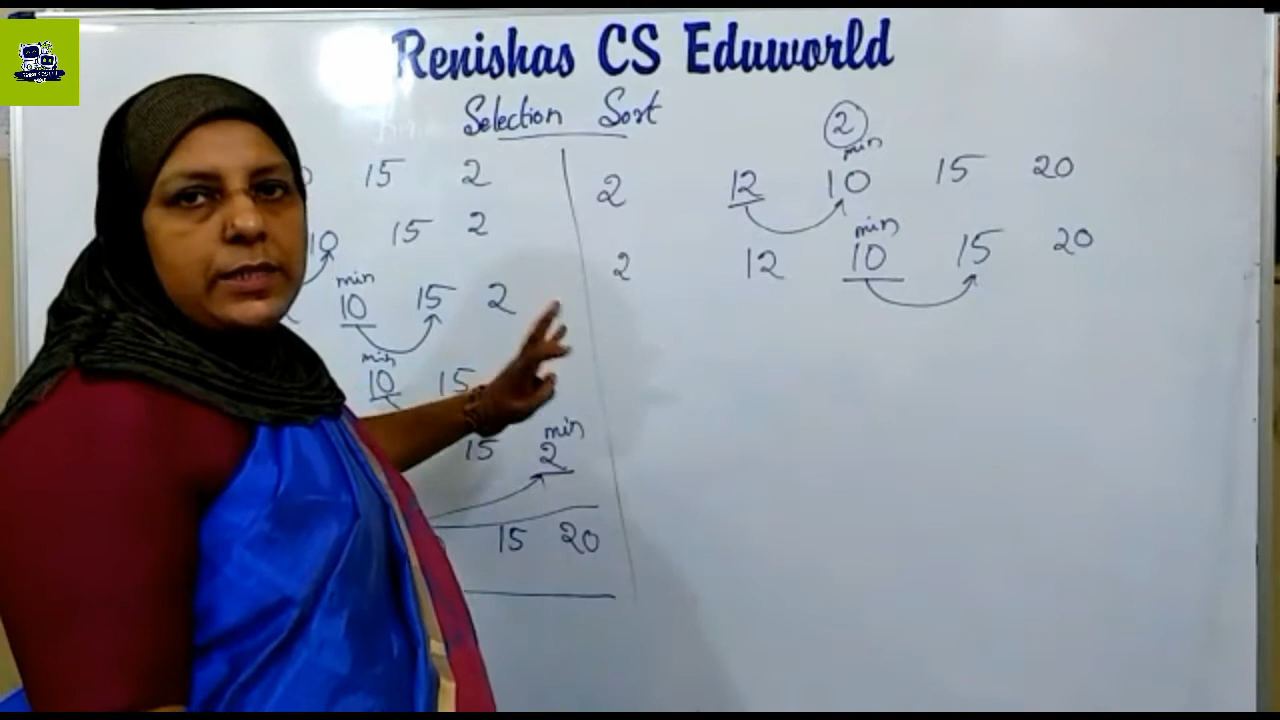 Renishas CS Eduworld
Selection Sort
15 2
10 15 2
min
10 15 2
min
10 15
min
15 2
15 20
2
min
2 12 10 15 20
min
2 12 10 15 20